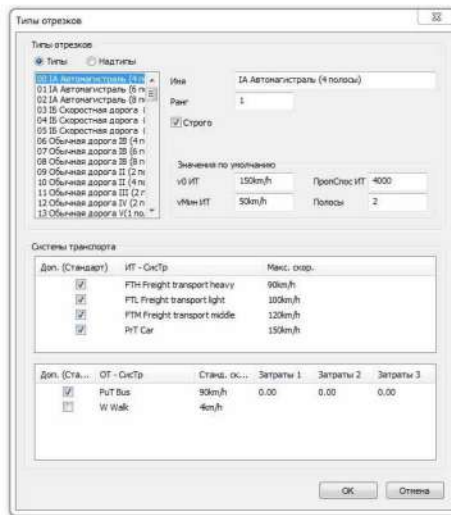 Типы отрезков
Типы отрезков
Типы Надтипы
00 IA Автомагистраль (4 по
01 IA Автомагистраль (6 п
02 IA Автомагистраль (8 п
03 IБ Скоростная дорога (
04 IБ Скоростная дорога (
05 IБ Скоростная дорога (
06 Обычная дорога IВ (4 п
07 Обычная дорога IВ (6 п
08 Обычная дорога IВ (8 п
09 Обычная дорога II (2 п
10 Обычная дорога II (4 п
11 Обычная дорога III (2 г
12 Обычная дорога IV (2 п
13 Обычная дорога V(1 по
Имя IA Автомагистраль (4 полосы)
Ранг 1
Строго
Значения по умолчанию
v0 ИТ 150km/h ПропСпос ИТ 4000
vМин ИТ 50km/h Полосы 2
Системы транспорта
Доп. (Стандарт) ИТ - СисТр Макс. скор.
FTH Freight transport heavy 90km/h
FTL Freight transport light 100km/h
FTM Freight transport middle 120km/h
PrT Car 150km/h
Доп. (Ста... ОТ - СисТр Станд. ск... Затраты 1 Затраты 2 Затраты 3
PuT Bus 90km/h 0.00 0.00 0.00
W Walk 4km/h
OK Отмена